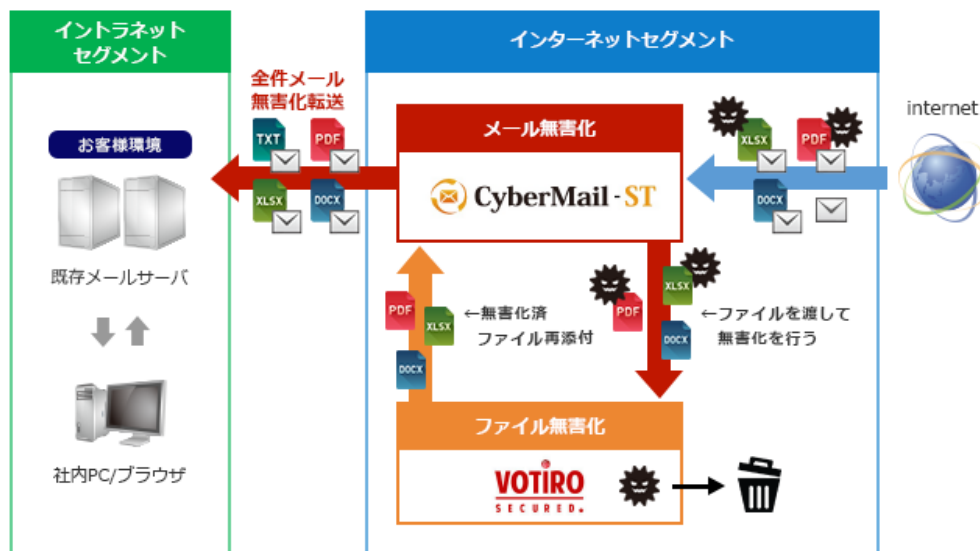 イントラネット
セグメント
インターネットセグメント
全件メール
無害化転送
TXT
PDF
XLSX
DOCX
お客様環境
既存メールサーバ
社内PC/ブラウザ
メール無害化
CyberMail-ST
XLSX
PDF
DOCX
internet
PDF
XLSX
DOCX
←無害化済
ファイル再添付
XLSX
PDF
DOCX
←ファイルを渡して
無害化を行う
ファイル無害化
VOTIRO
SECURED.